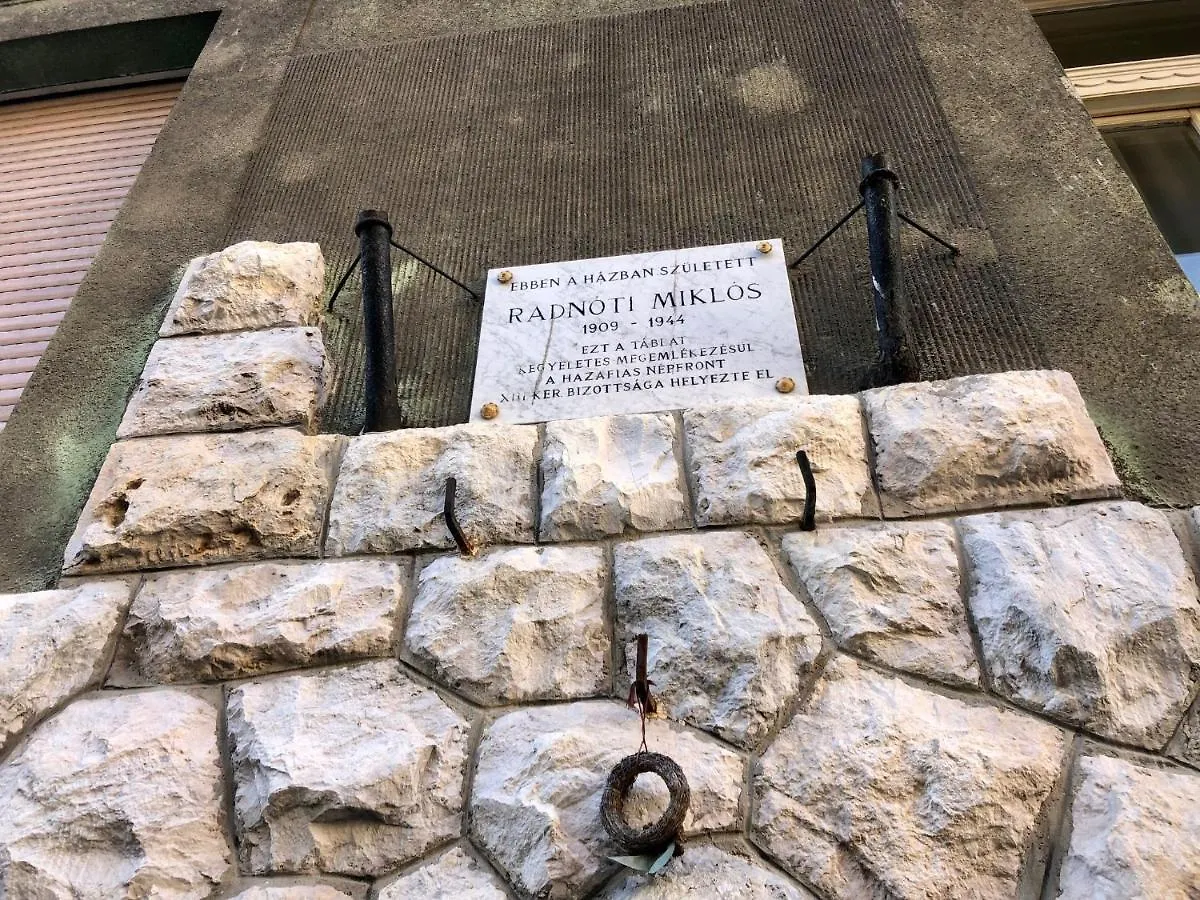 EBBEN A HÁZBAN SZÜLETETT
RADNÓTI MIKLÓS
1909 - 1944
EZT A TÁBLÁT
KEGYELETES MEGEMLÉKEZÉSÜL
A HAZAFIAS NÉPFRONT
XIII. KER. BIZOTTSÁGA HELYEZTE EL